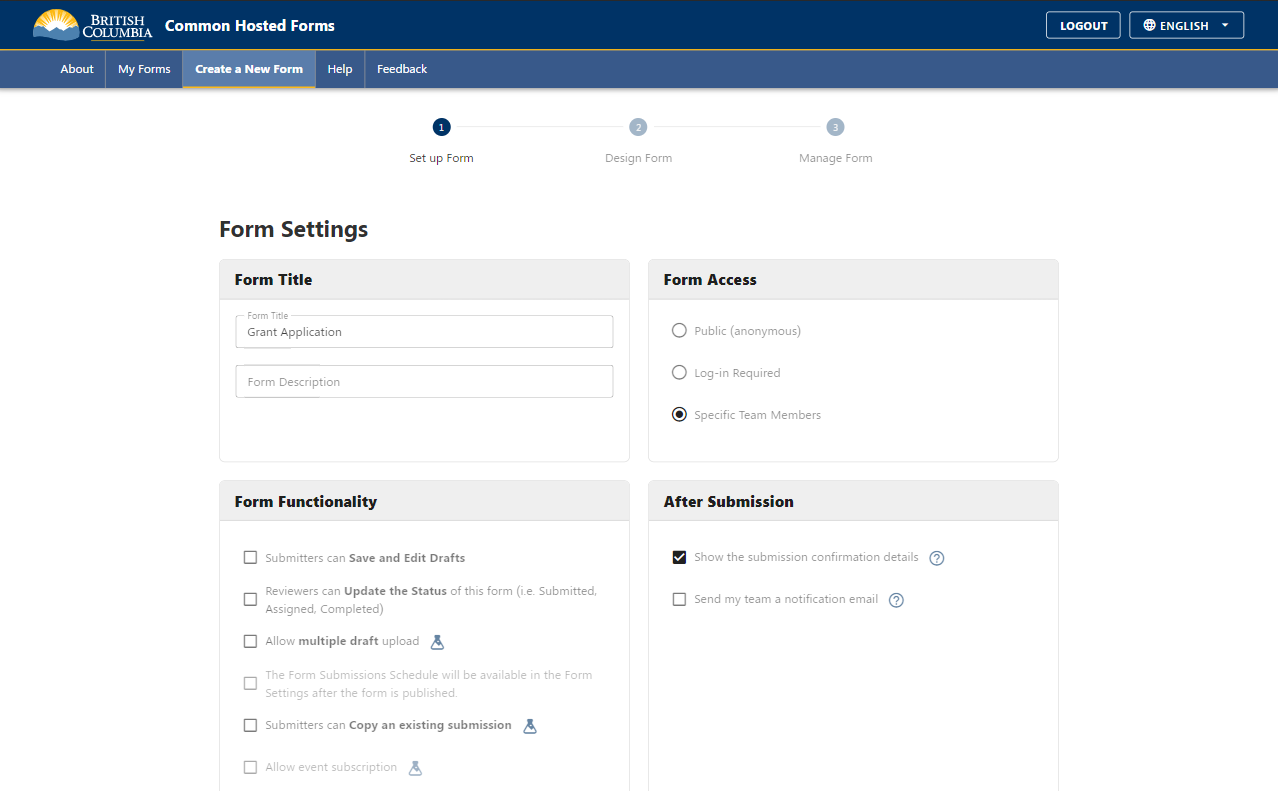 BRITISH
COLUMBIA
Common Hosted Forms
LOGOUT
ENGLISH
About
My Forms
Create a New Form
Help
Feedback
1
2
3
Set up Form
Design Form
Manage Form
Form Settings
Form Title
Form Title
Grant Application
Form Description
Form Access
Public (anonymous)
Log-in Required
Specific Team Members
Form Functionality
Submitters can Save and Edit Drafts
Reviewers can Update the Status of this form (i.e. Submitted,
Assigned, Completed)
Allow multiple draft upload
The Form Submissions Schedule will be available in the Form
Settings after the form is published.
Submitters can Copy an existing submission
Allow event subscription
After Submission
Show the submission confirmation details
?
Send my team a notification email
?